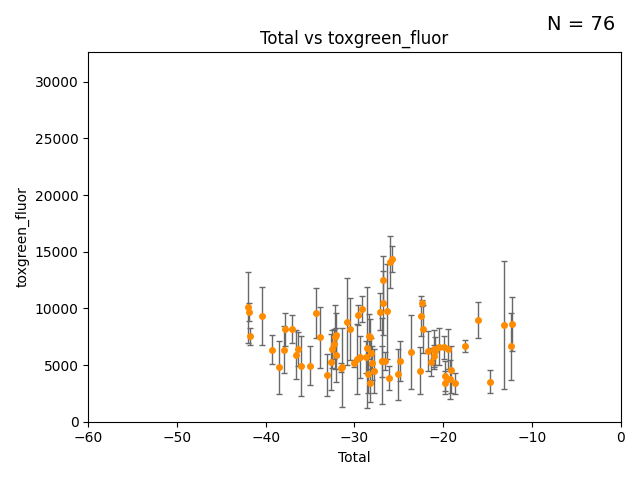 N = 76
Total vs toxgreen_fluor
30000
25000
20000
15000
10000
5000
0
toxgreen_fluor
−60 −50 −40 −30 −20 −10 0
Total